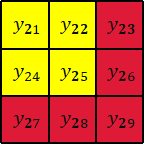 y₂₁ y₂₂ y₂₃
y₂₄ y₂₅ y₂₆
y₂₇ y₂₈ y₂₉